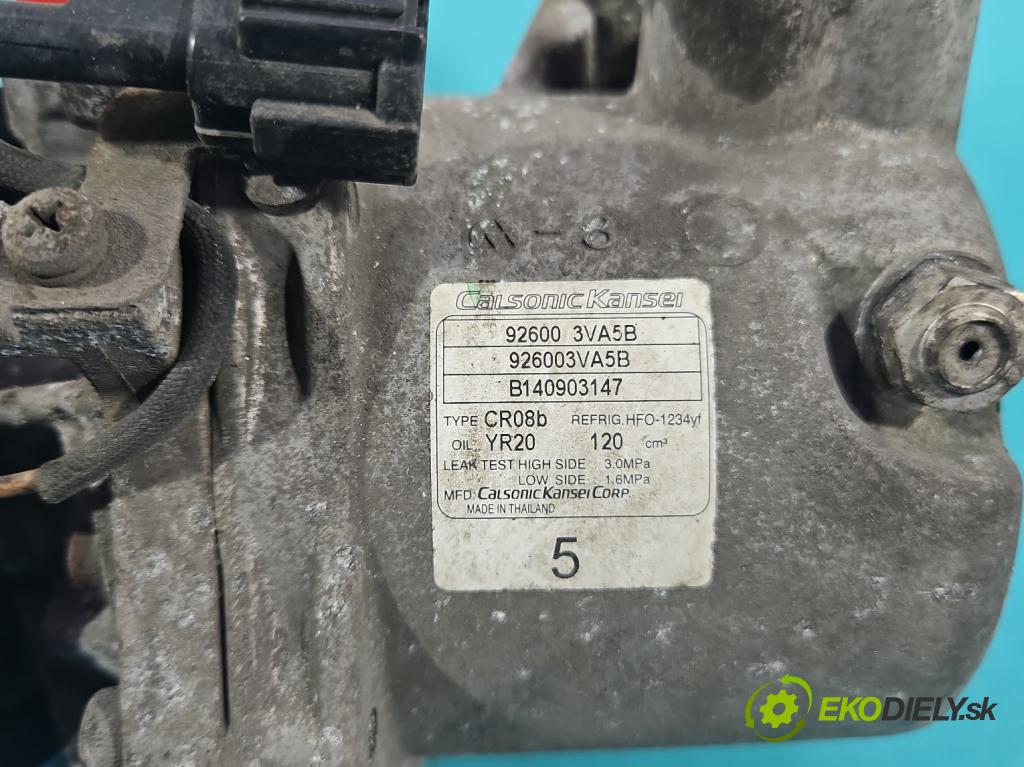 M-8
CalsonicKansei
92600 3VA5B
926003VA5B
B140903147
TYPE CR08b REFRIG. HFO-1234yf
OIL YR20 120 cm³
LEAK TEST HIGH SIDE 3.0MPa
LOW SIDE 1.6MPa
MFD. CalsonicKansei Corp.
MADE IN THAILAND
5
EKODIELY.sk